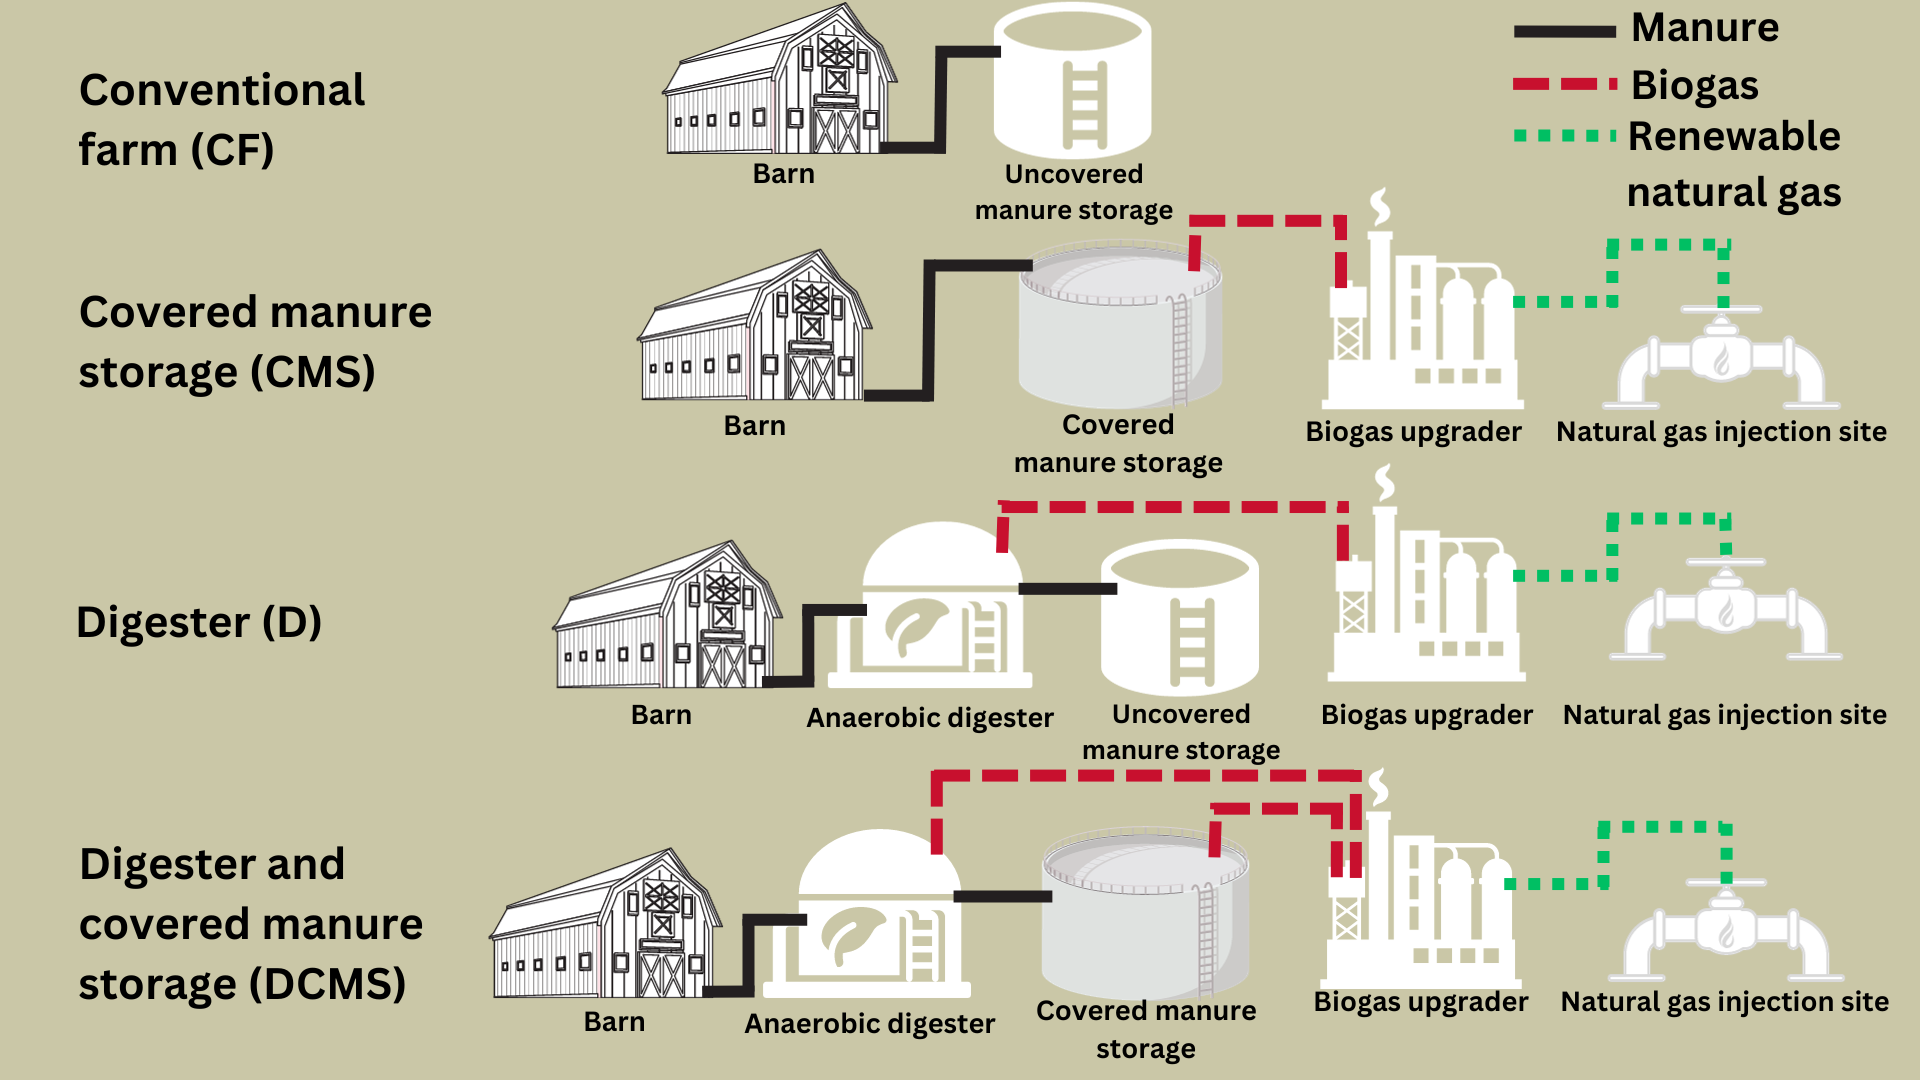 Conventional
farm (CF)
Barn
Uncovered
manure storage
Manure
Biogas
Renewable
natural gas
Covered manure
storage (CMS)
Barn
Covered
manure storage
Biogas upgrader
Natural gas injection site
Digester (D)
Barn
Anaerobic digester
Uncovered
manure storage
Biogas upgrader
Natural gas injection site
Digester and
covered manure
storage (DCMS)
Barn
Anaerobic digester
Covered manure
storage
Biogas upgrader
Natural gas injection site